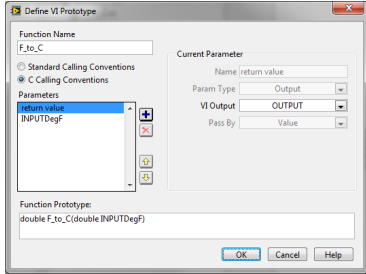 Define VI Prototype
Function Name
F_to_C
Standard Calling Conventions
C Calling Conventions
Parameters
return value
INPUTDegF
Current Parameter
Name return value
Param Type Output
VI Output OUTPUT
Pass By Value
Function Prototype:
double F_to_C(double INPUTDegF)
OK Cancel Help